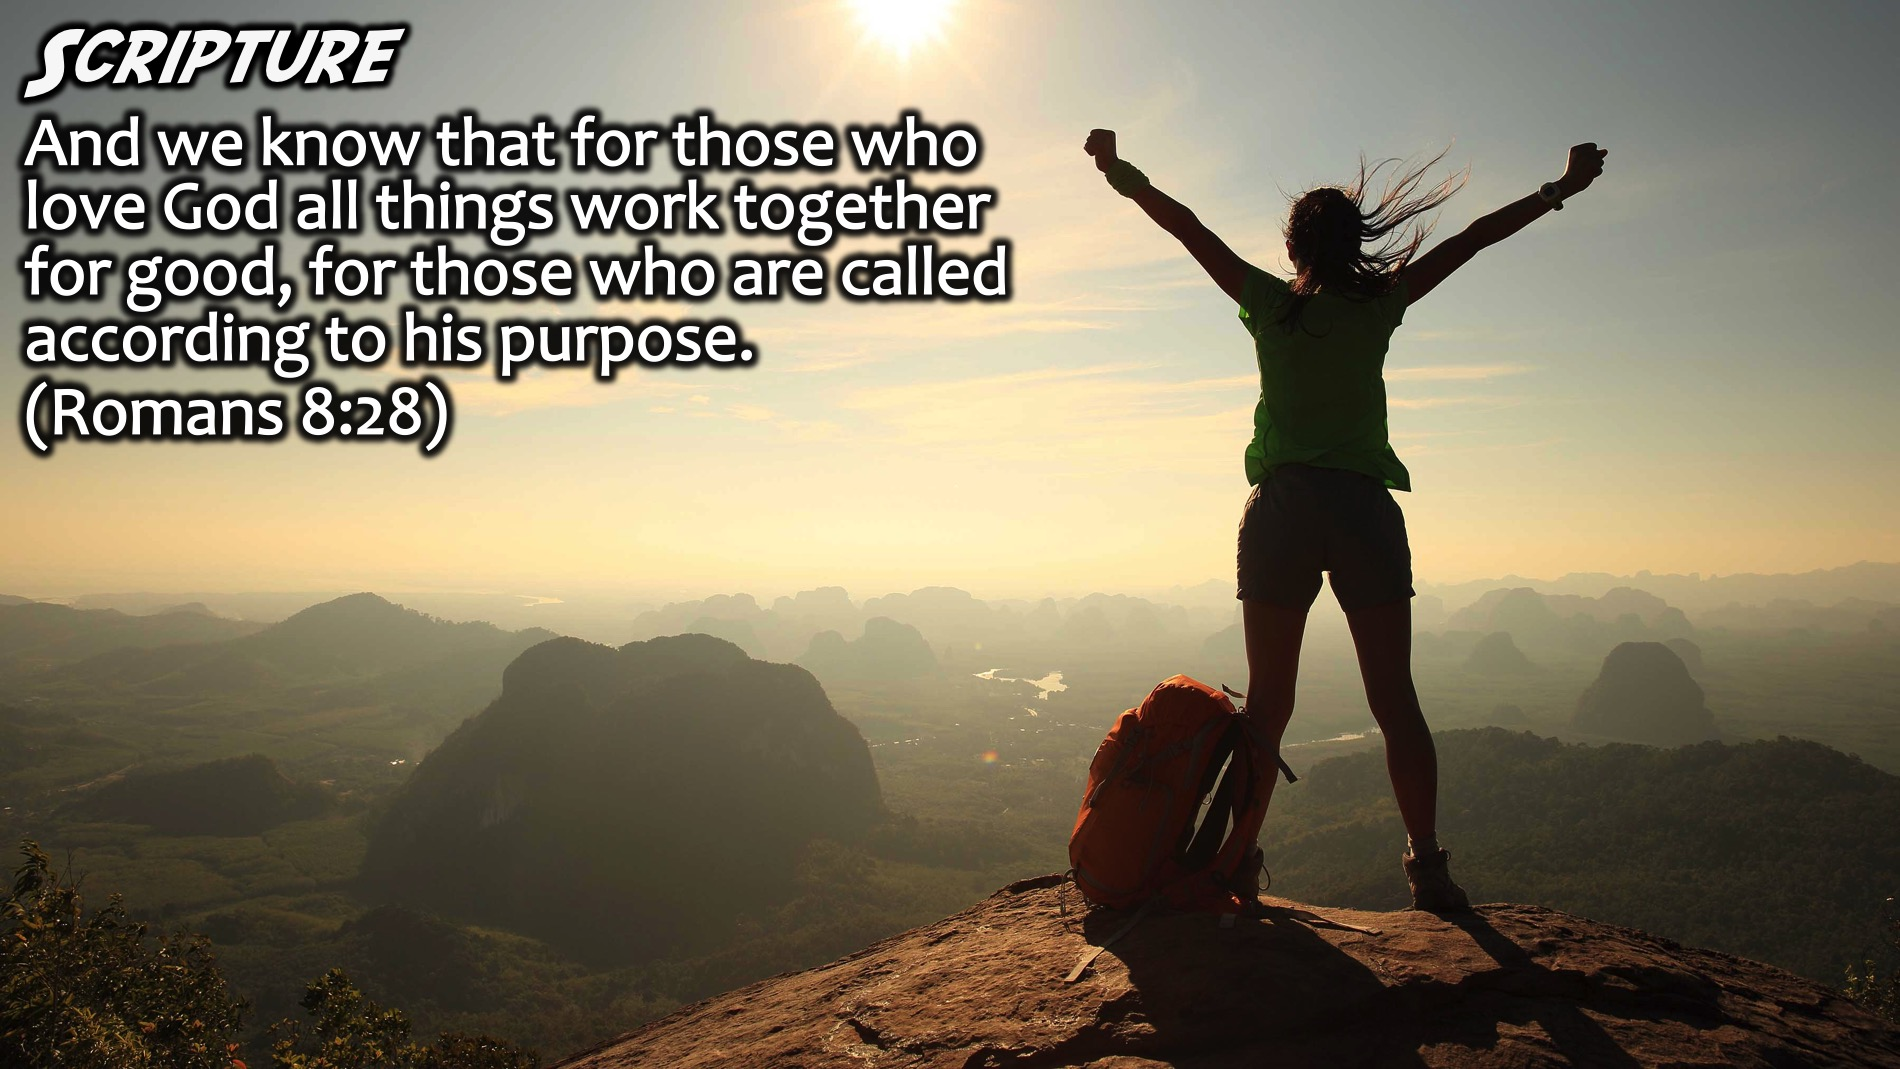 Scripture
And we know that for those who
love God all things work together
for good, for those who are called
according to his purpose.
(Romans 8:28)